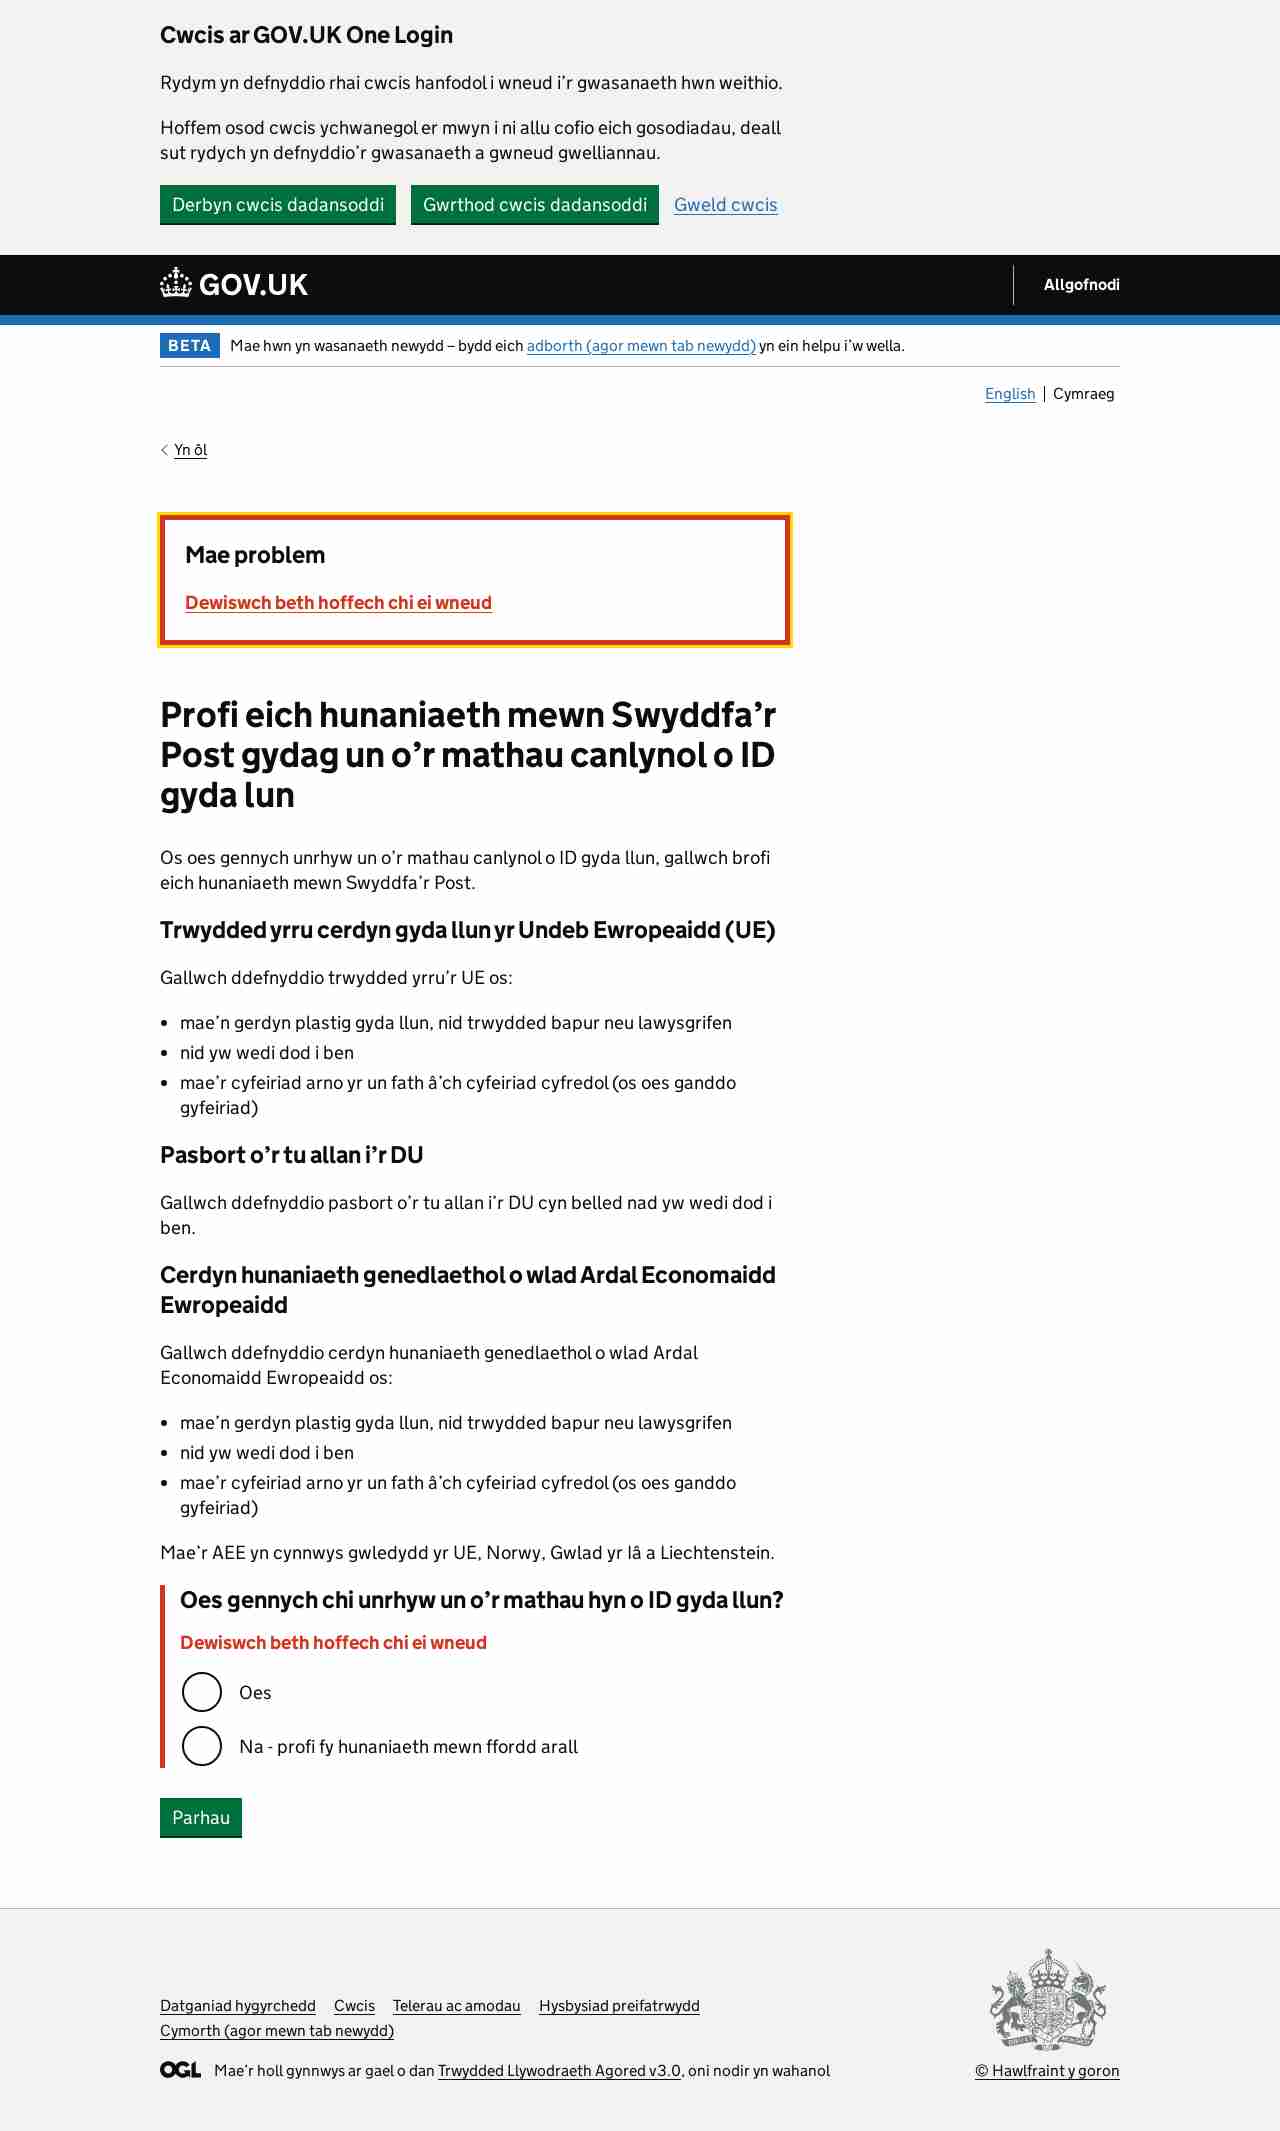 Cwcis ar GOV.UK One Login
Rydym yn defnyddio rhai cwcis hanfodol i wneud i’r gwasanaeth hwn weithio.
Hoffem osod cwcis ychwanegol er mwyn i ni allu cofio eich gosodiadau, deall
sut rydych yn defnyddio’r gwasanaeth a gwneud gwelliannau.
Derbyn cwcis dadansoddi Gwrthod cwcis dadansoddi Gweld cwcis
GOV.UK Allgofnodi
BETA Mae hwn yn wasanaeth newydd – bydd eich adborth (agor mewn tab newydd) yn ein helpu i’w wella.
English Cymraeg
Yn ôl
Mae problem
Dewiswch beth hoffech chi ei wneud
Profi eich hunaniaeth mewn Swyddfa’r
Post gydag un o’r mathau canlynol o ID
gyda lun
Os oes gennych unrhyw un o’r mathau canlynol o ID gyda llun, gallwch brofi
eich hunaniaeth mewn Swyddfa’r Post.
Trwydded yrru cerdyn gyda llun yr Undeb Ewropeaidd (UE)
Gallwch ddefnyddio trwydded yrru’r UE os:
• mae’n gerdyn plastig gyda llun, nid trwydded bapur neu lawysgrifen
• nid yw wedi dod i ben
• mae’r cyfeiriad arno yr un fath â’ch cyfeiriad cyfredol (os oes ganddo
gyfeiriad)
Pasbort o’r tu allan i’r DU
Gallwch ddefnyddio pasbort o’r tu allan i’r DU cyn belled nad yw wedi dod i
ben.
Cerdyn hunaniaeth genedlaethol o wlad Ardal Economaidd
Ewropeaidd
Gallwch ddefnyddio cerdyn hunaniaeth genedlaethol o wlad Ardal
Economaidd Ewropeaidd os:
• mae’n gerdyn plastig gyda llun, nid trwydded bapur neu lawysgrifen
• nid yw wedi dod i ben
• mae’r cyfeiriad arno yr un fath â’ch cyfeiriad cyfredol (os oes ganddo
gyfeiriad)
Mae’r AEE yn cynnwys gwledydd yr UE, Norwy, Gwlad yr Iâ a Liechtenstein.
Oes gennych chi unrhyw un o’r mathau hyn o ID gyda llun?
Dewiswch beth hoffech chi ei wneud
Oes
Na - profi fy hunaniaeth mewn ffordd arall
Parhau
Datganiad hygyrchedd Cwcis Telerau ac amodau Hysbysiad preifatrwydd
Cymorth (agor mewn tab newydd)
OGL Mae’r holl gynnwys ar gael o dan Trwydded Llywodraeth Agored v3.0, oni nodir yn wahanol
© Hawlfraint y goron